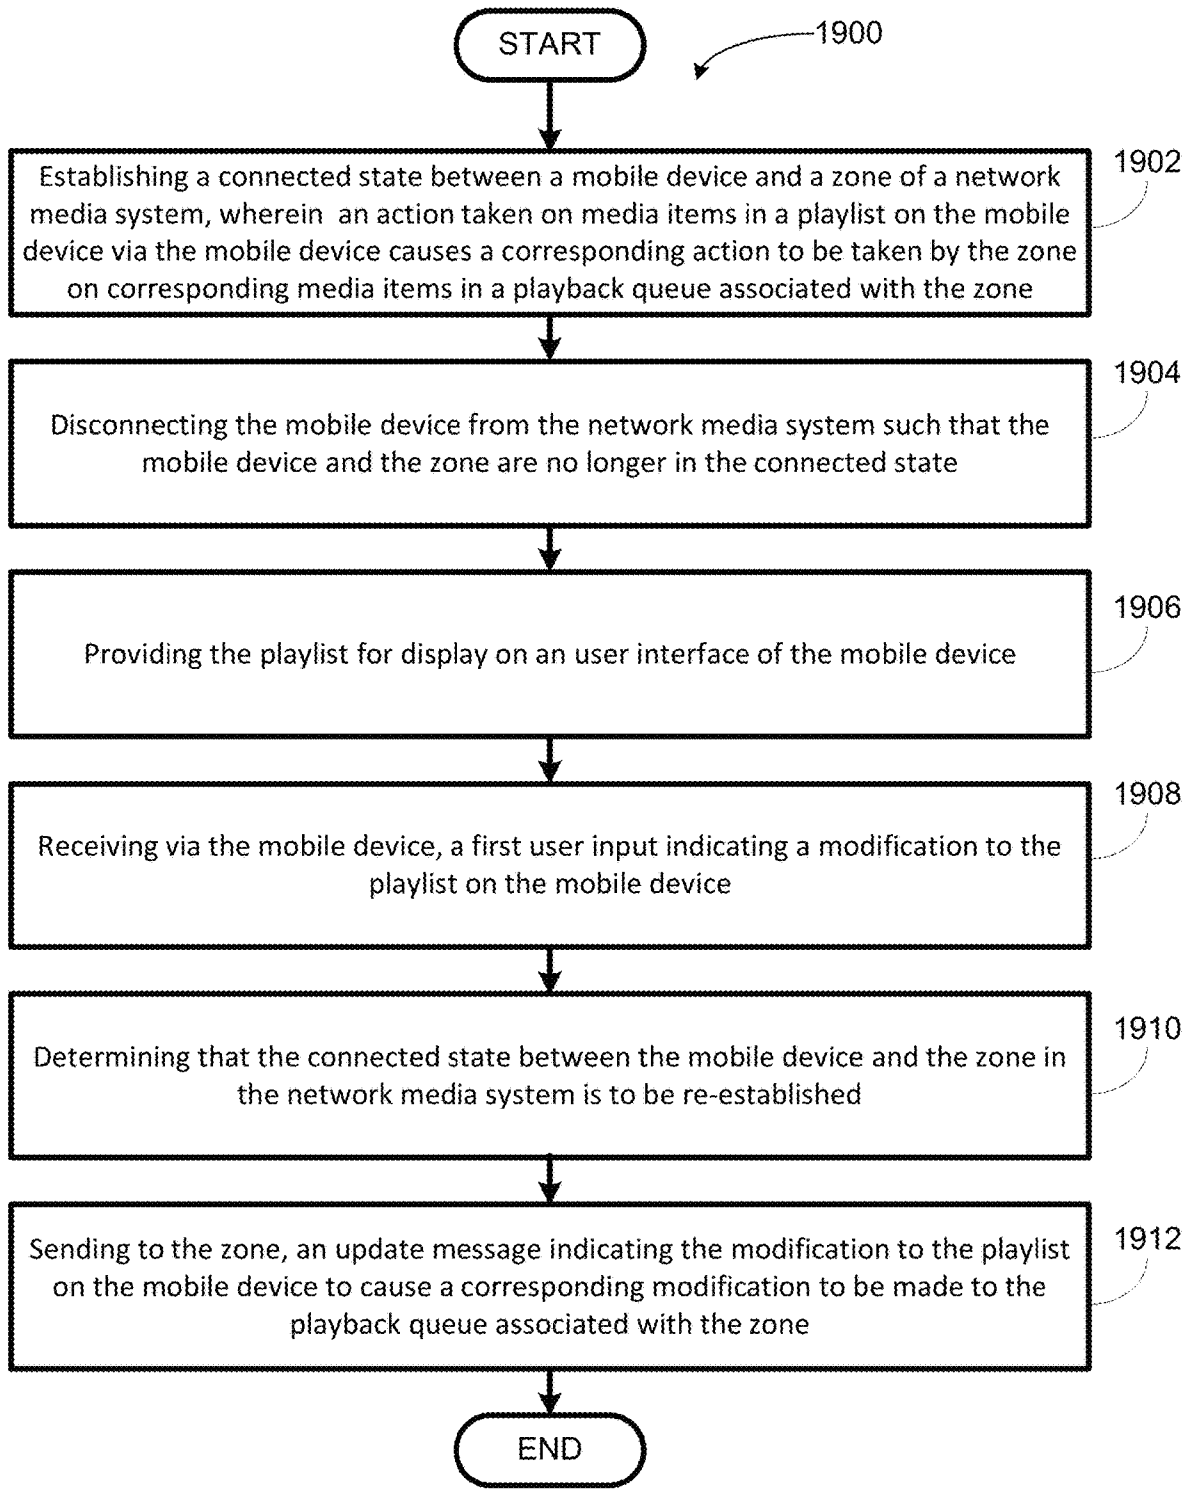 START
1900
1902
Establishing a connected state between a mobile device and a zone of a network
media system, wherein an action taken on media items in a playlist on the mobile
device via the mobile device causes a corresponding action to be taken by the zone
on corresponding media items in a playback queue associated with the zone
1904
Disconnecting the mobile device from the network media system such that the
mobile device and the zone are no longer in the connected state
1906
Providing the playlist for display on an user interface of the mobile device
1908
Receiving via the mobile device, a first user input indicating a modification to the
playlist on the mobile device
1910
Determining that the connected state between the mobile device and the zone in
the network media system is to be re-established
1912
Sending to the zone, an update message indicating the modification to the playlist
on the mobile device to cause a corresponding modification to be made to the
playback queue associated with the zone
END